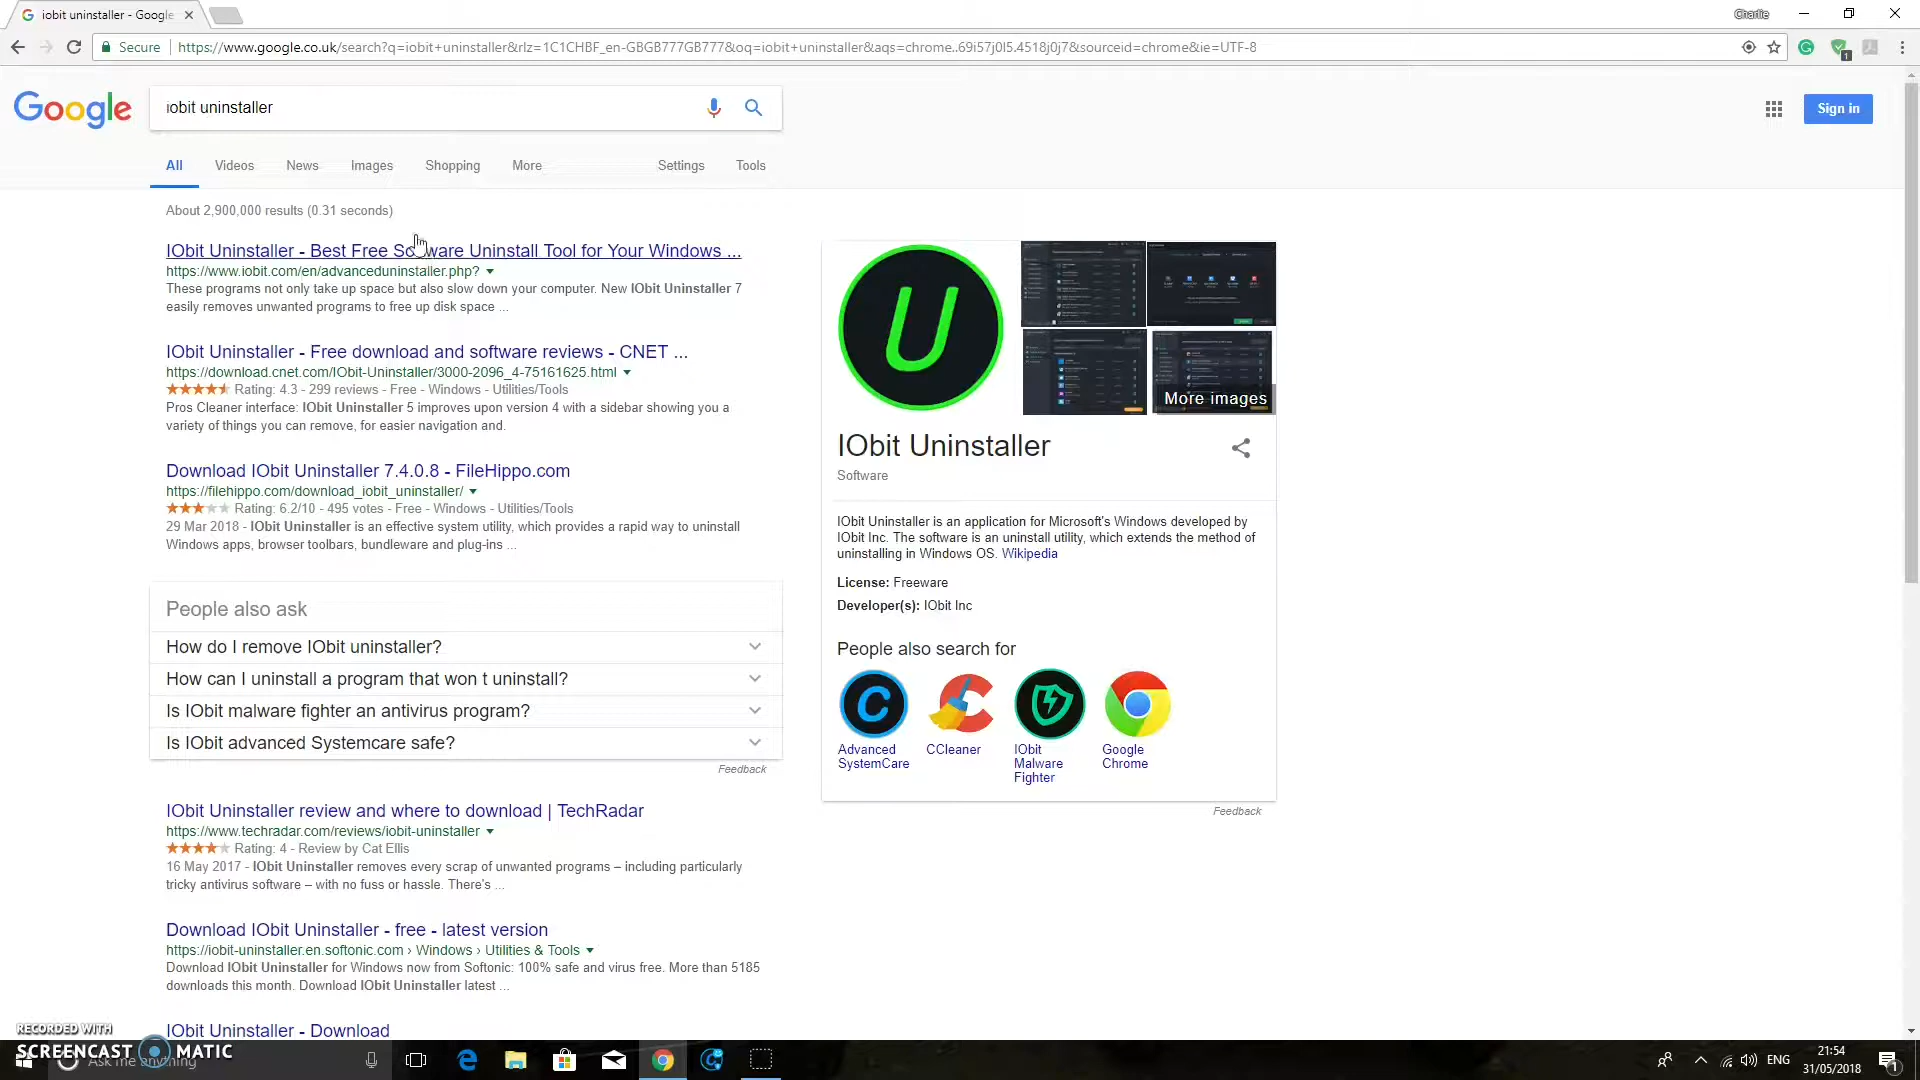 iobit uninstaller - Google
Charlie
Secure
https://www.google.co.uk/search?q=iobit+uninstaller&rlz=1C1CHBF_en-GBGB777GB777&oq=iobit+uninstaller&aqs=chrome..69i57j0l5.4518j0j7&sourceid=chrome&ie=UTF-8
1
Google
iobit uninstaller
Sign in
All
Videos
News
Images
Shopping
More
Settings
Tools
About 2,900,000 results (0.31 seconds)
IObit Uninstaller - Best Free Software Uninstall Tool for Your Windows ...
https://www.iobit.com/en/advanceduninstaller.php?
These programs not only take up space but also slow down your computer. New IObit Uninstaller 7
easily removes unwanted programs to free up disk space ...
IObit Uninstaller - Free download and software reviews - CNET ...
https://download.cnet.com/IObit-Uninstaller/3000-2096_4-75161625.html
Rating: 4.3 - 299 reviews - Free - Windows - Utilities/Tools
Pros Cleaner interface: IObit Uninstaller 5 improves upon version 4 with a sidebar showing you a
variety of things you can remove, for easier navigation and.
Download IObit Uninstaller 7.4.0.8 - FileHippo.com
https://filehippo.com/download_iobit_uninstaller/
Rating: 6.2/10 - 495 votes - Free - Windows - Utilities/Tools
29 Mar 2018 - IObit Uninstaller is an effective system utility, which provides a rapid way to uninstall
Windows apps, browser toolbars, bundleware and plug-ins ...
People also ask
How do I remove IObit uninstaller?
How can I uninstall a program that won t uninstall?
Is IObit malware fighter an antivirus program?
Is IObit advanced Systemcare safe?
Feedback
IObit Uninstaller review and where to download | TechRadar
https://www.techradar.com/reviews/iobit-uninstaller
Rating: 4 - Review by Cat Ellis
16 May 2017 - IObit Uninstaller removes every scrap of unwanted programs – including particularly
tricky antivirus software – with no fuss or hassle. There's ...
Download IObit Uninstaller - free - latest version
https://iobit-uninstaller.en.softonic.com › Windows › Utilities & Tools
Download IObit Uninstaller for Windows now from Softonic: 100% safe and virus free. More than 5185
downloads this month. Download IObit Uninstaller latest ...
IObit Uninstaller - Download
U
More images
IObit Uninstaller
Software
IObit Uninstaller is an application for Microsoft's Windows developed by
IObit Inc. The software is an uninstall utility, which extends the method of
uninstalling in Windows OS. Wikipedia
License: Freeware
Developer(s): IObit Inc
People also search for
Advanced
SystemCare
CCleaner
IObit
Malware
Fighter
Google
Chrome
Feedback
RECORDED WITH
SCREENCAST MATIC
Ask me anything
ENG
21:54
31/05/2018
1